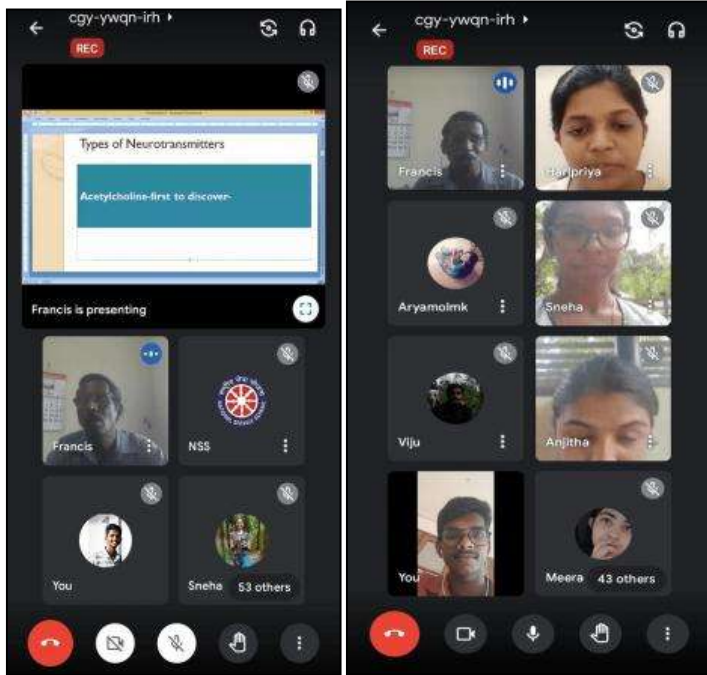 cgy-ywqn-irh
REC
Types of Neurotransmitters
Acetylcholine-first to discover-
Francis is presenting
Francis
NSS
You
Sneha
53 others
cgy-ywqn-irh
REC
Francis
Haripriya
Aryamolmk
Sneha
Viju
Anjitha
You
Meera
43 others